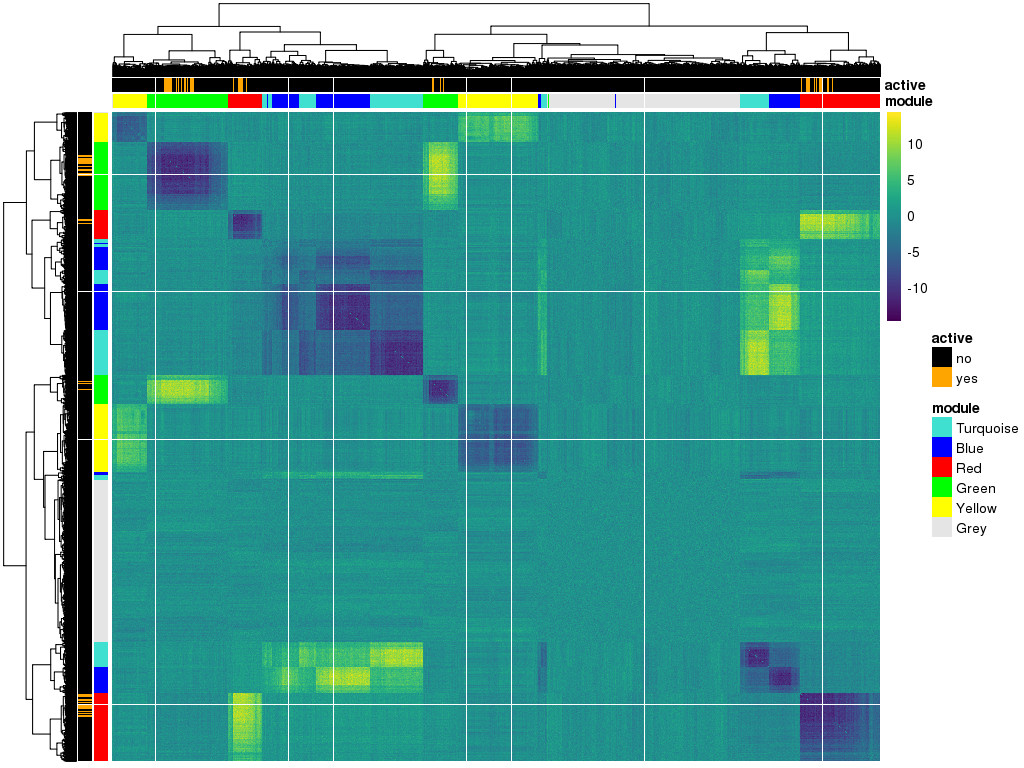 active
module
10
5
0
-5
-10
active
no
yes
module
Turquoise
Blue
Red
Green
Yellow
Grey